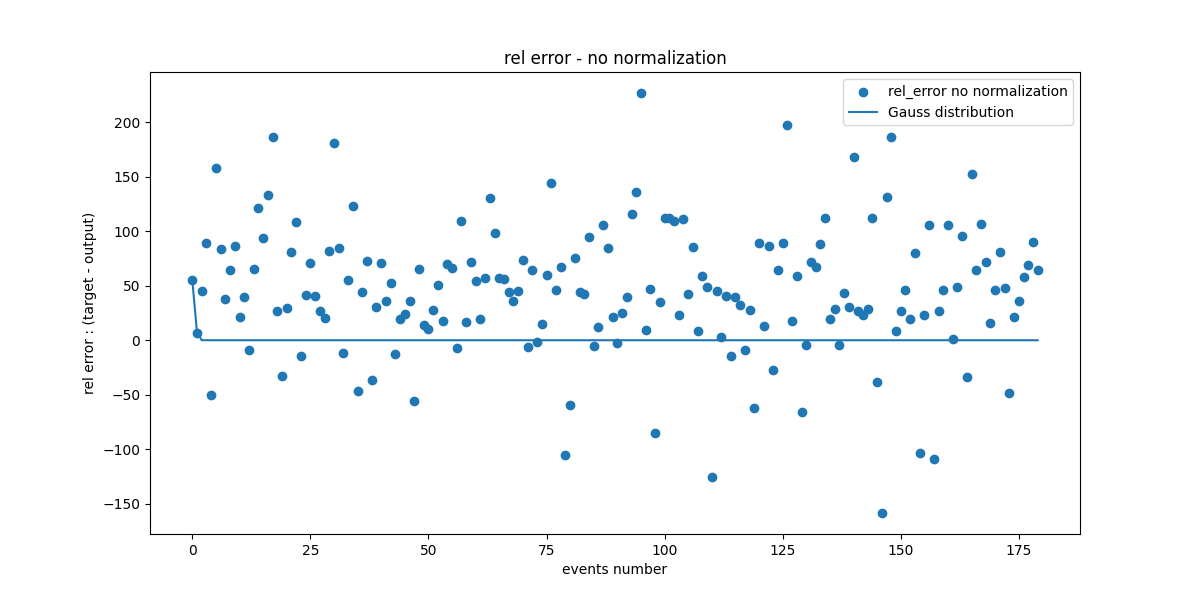 rel error - no normalization
rel_error no normalization
Gauss distribution
rel error : (target - output)
200
150
100
50
0
−50
−100
−150
0 25 50 75 100 125 150 175
events number